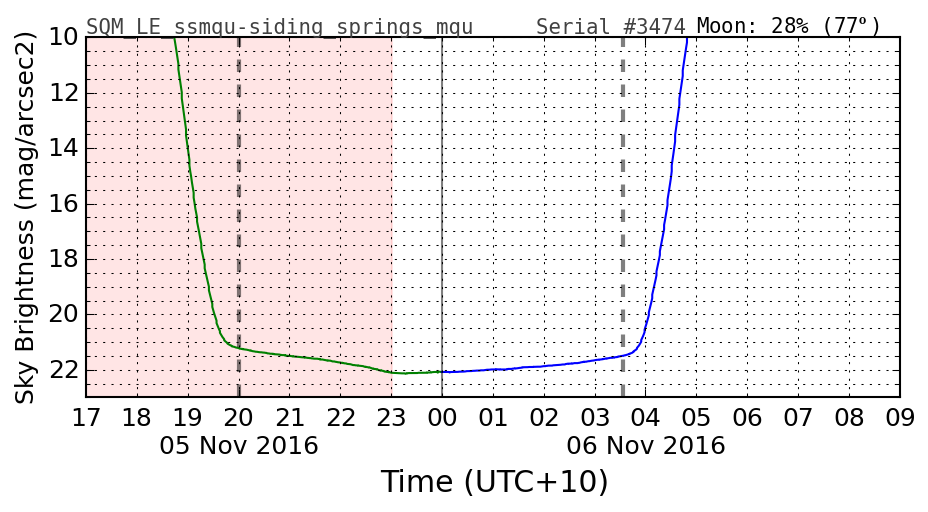 SQM_LE ssmqu-siding_springs_mqu Serial #3474 Moon: 28% (77°)
Sky Brightness (mag/arcsec2)
10
12
14
16
18
20
22
17 18 19 20 21 22 23 00 01 02 03 04 05 06 07 08 09
05 Nov 2016 06 Nov 2016
Time (UTC+10)